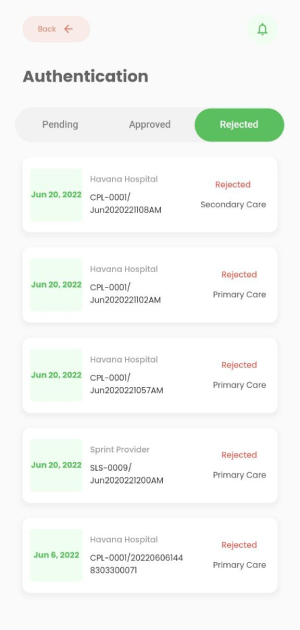 Back
Authentication
Pending Approved Rejected
Jun 20, 2022
Havana Hospital
CPL-0001/
Jun2020221108AM
Rejected
Secondary Care
Jun 20, 2022
Havana Hospital
CPL-0001/
Jun2020221102AM
Rejected
Primary Care
Jun 20, 2022
Havana Hospital
CPL-0001/
Jun2020221057AM
Rejected
Primary Care
Jun 20, 2022
Sprint Provider
SLS-0009/
Jun2020221200AM
Rejected
Primary Care
Jun 6, 2022
Havana Hospital
CPL-0001/20220606144
8303300071
Rejected
Primary Care